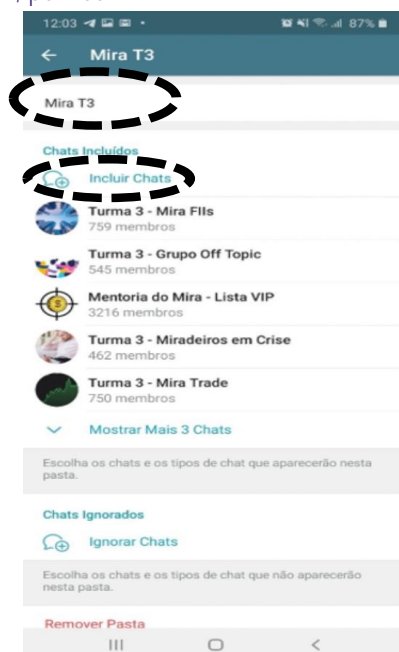 12:03
87%
Mira T3
Mira T3
Chats Incluídos
Incluir Chats
Turma 3 - Mira FIIs
759 membros
Turma 3 - Grupo Off Topic
545 membros
Mentoria do Mira - Lista VIP
3216 membros
Turma 3 - Miradeiros em Crise
462 membros
Turma 3 - Mira Trade
750 membros
Mostrar Mais 3 Chats
Escolha os chats e os tipos de chat que aparecerão nesta
pasta.
Chats Ignorados
Ignorar Chats
Escolha os chats e os tipos de chat que não aparecerão
nesta pasta.
Remover Pasta